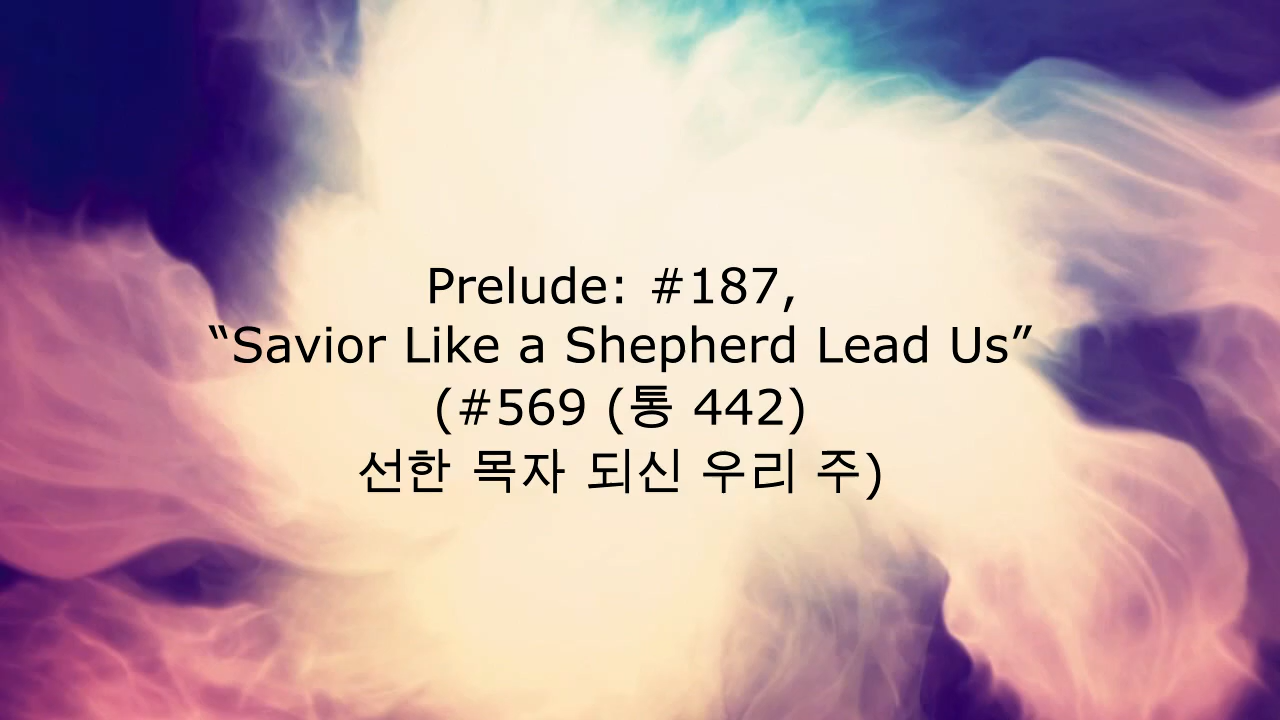 Prelude: #187,
“Savior Like a Shepherd Lead Us”
(#569 (통 442)
선한 목자 되신 우리 주)